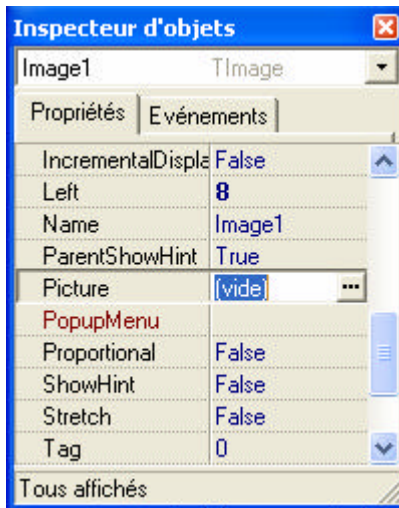 Inspecteur d'objets
Image1 TImage
Propriétés Evénements
IncrementalDispla False
Left 8
Name Image1
ParentShowHint True
Picture (vide) ...
PopupMenu
Proportional False
ShowHint False
Stretch False
Tag 0
Tous affichés